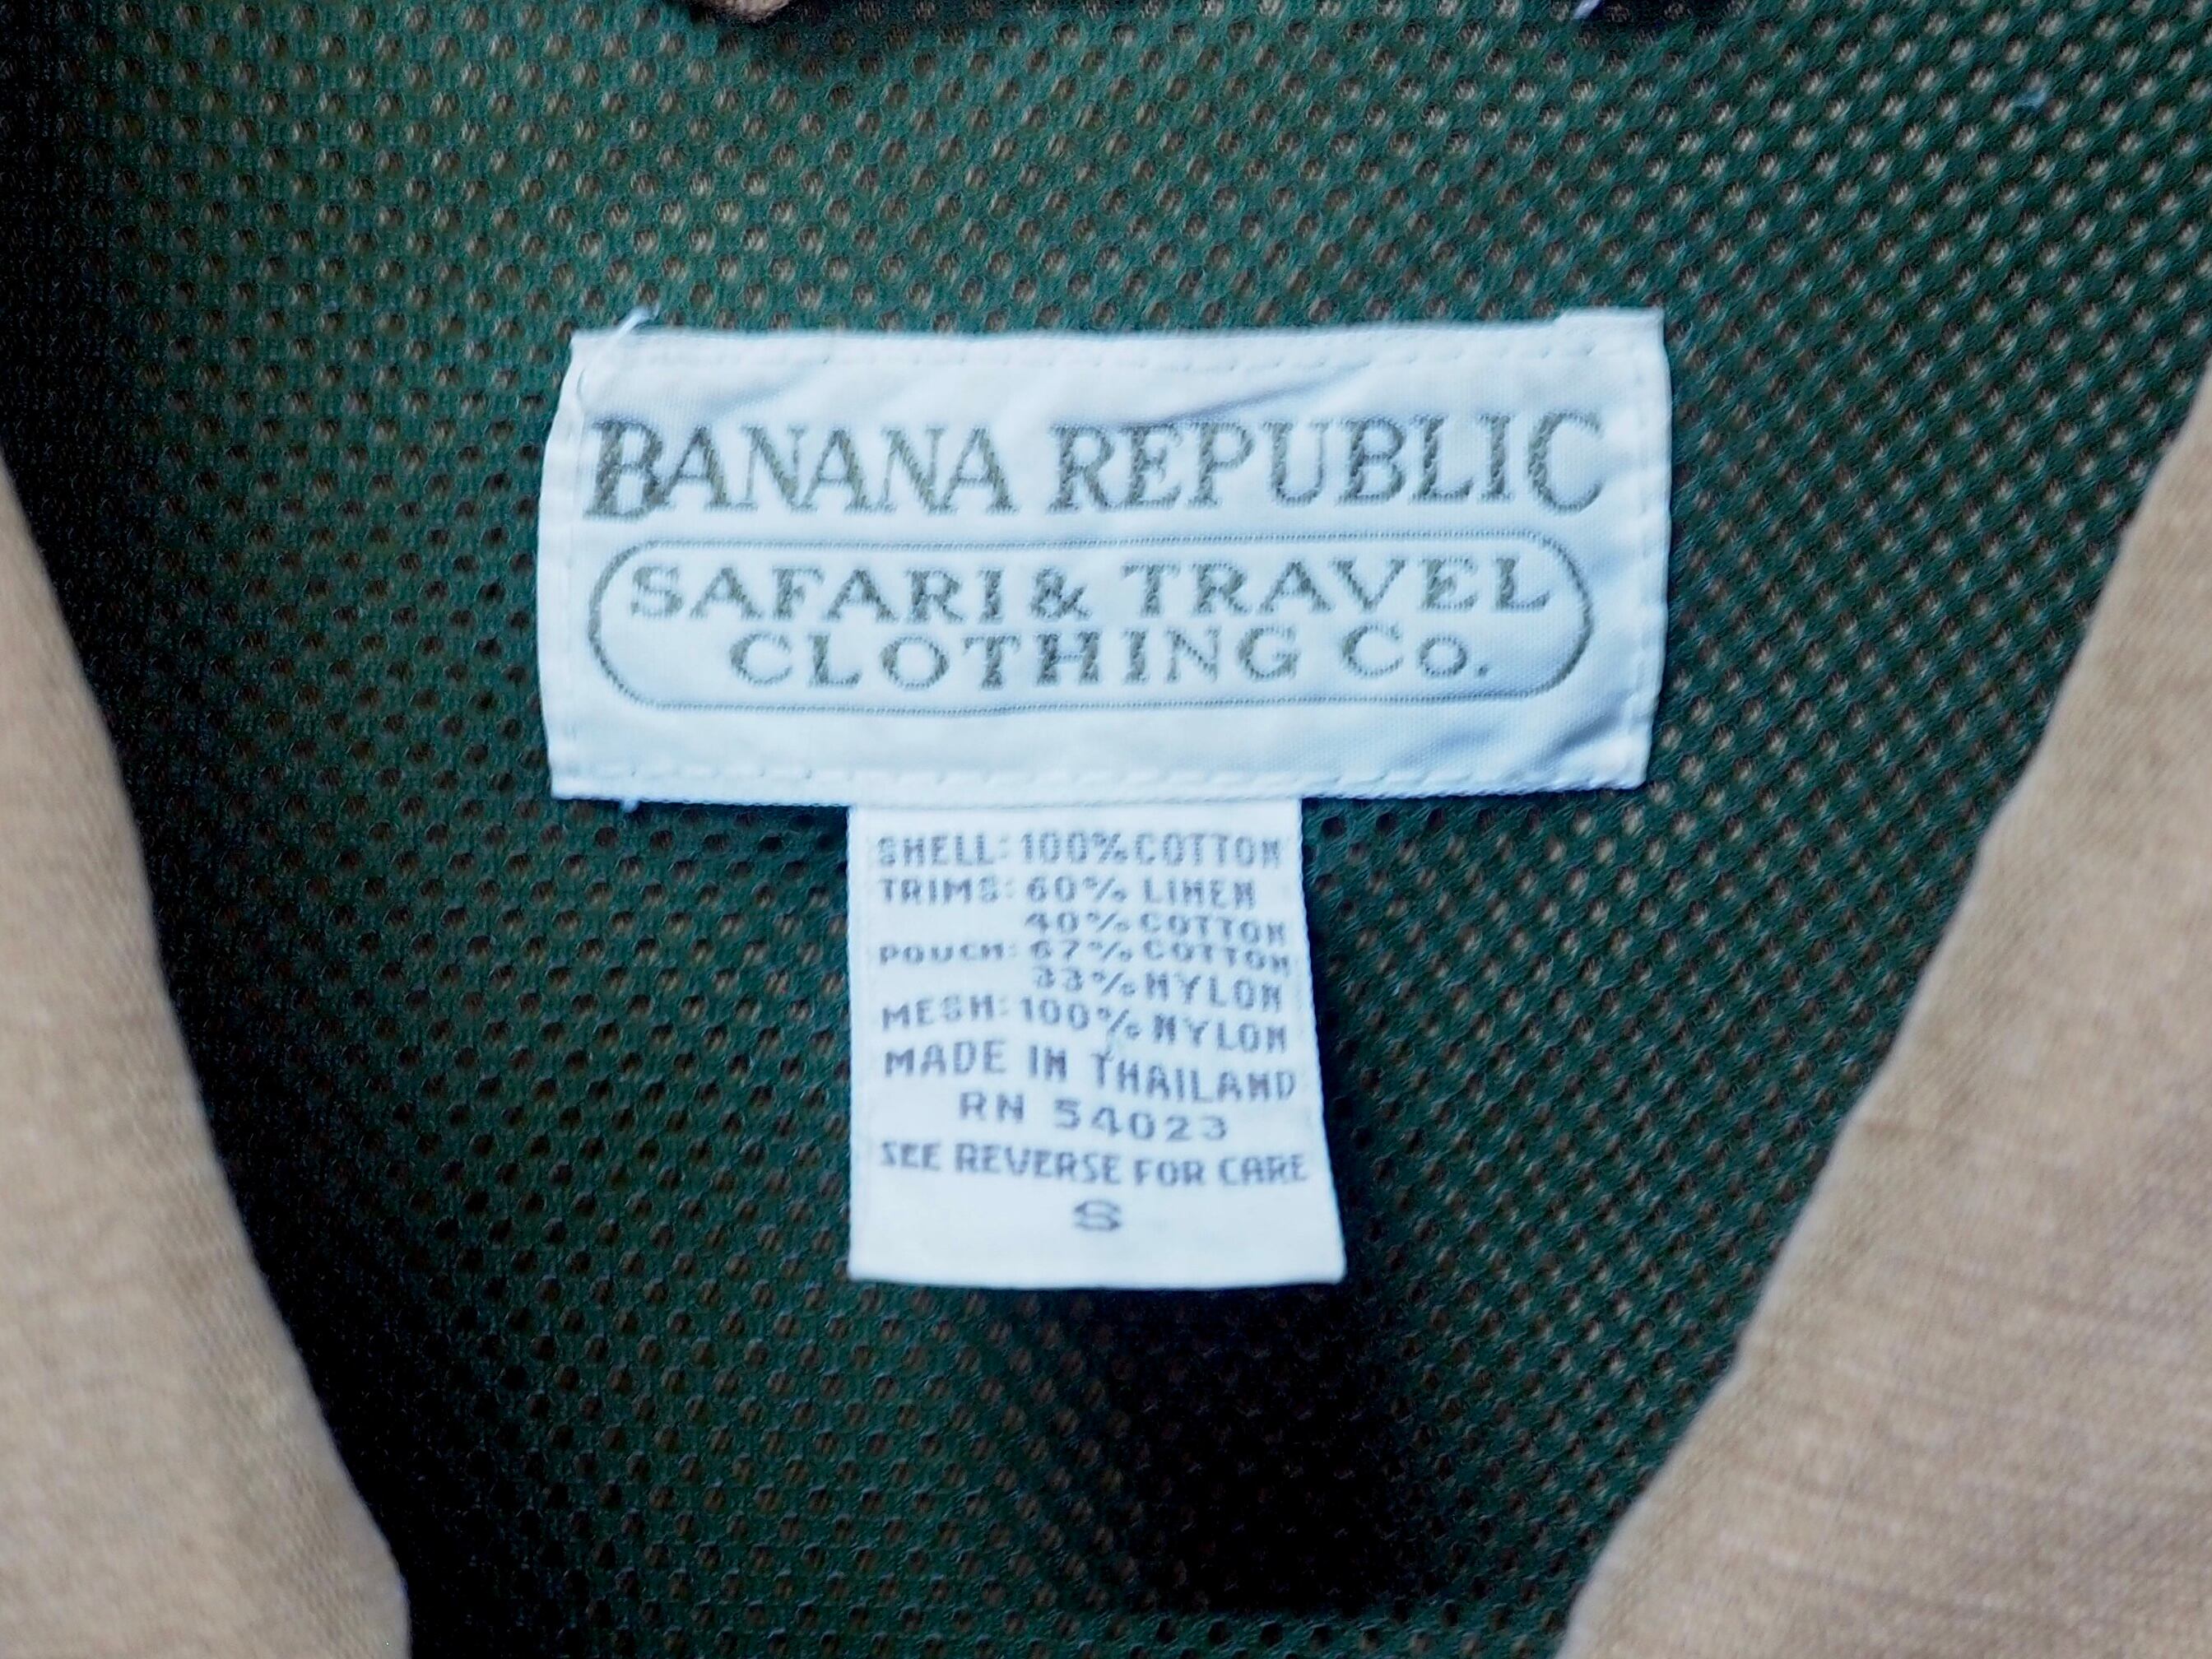 BANANA REPUBLIC
SAFARI & TRAVEL
CLOTHING Co.
SHELL: 100% COTTON
TRIMS: 60% LINEN
40% COTTON
POUCH: 67% COTTON
33% NYLON
MESH: 100% NYLON
MADE IN THAILAND
RN 54023
SEE REVERSE FOR CARE
S